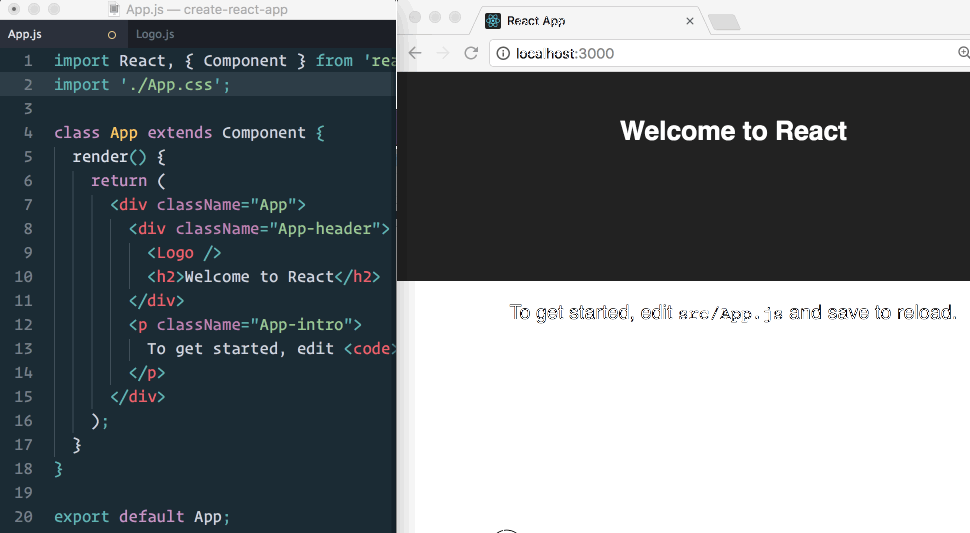 App.js — create-react-app
App.js
Logo.js
1 import React, { Component } from 'rea
2 import './App.css';
3
4 class App extends Component {
5 render() {
6 return (
7 <div className="App">
8 <div className="App-header">
9 <Logo />
10 <h2>Welcome to React</h2>
11 </div>
12 <p className="App-intro">
13 To get started, edit <code>
14 </p>
15 </div>
16 );
17 }
18 }
19
20 export default App;
React App
localhost:3000
Welcome to React
To get started, edit src/App.js and save to reload.